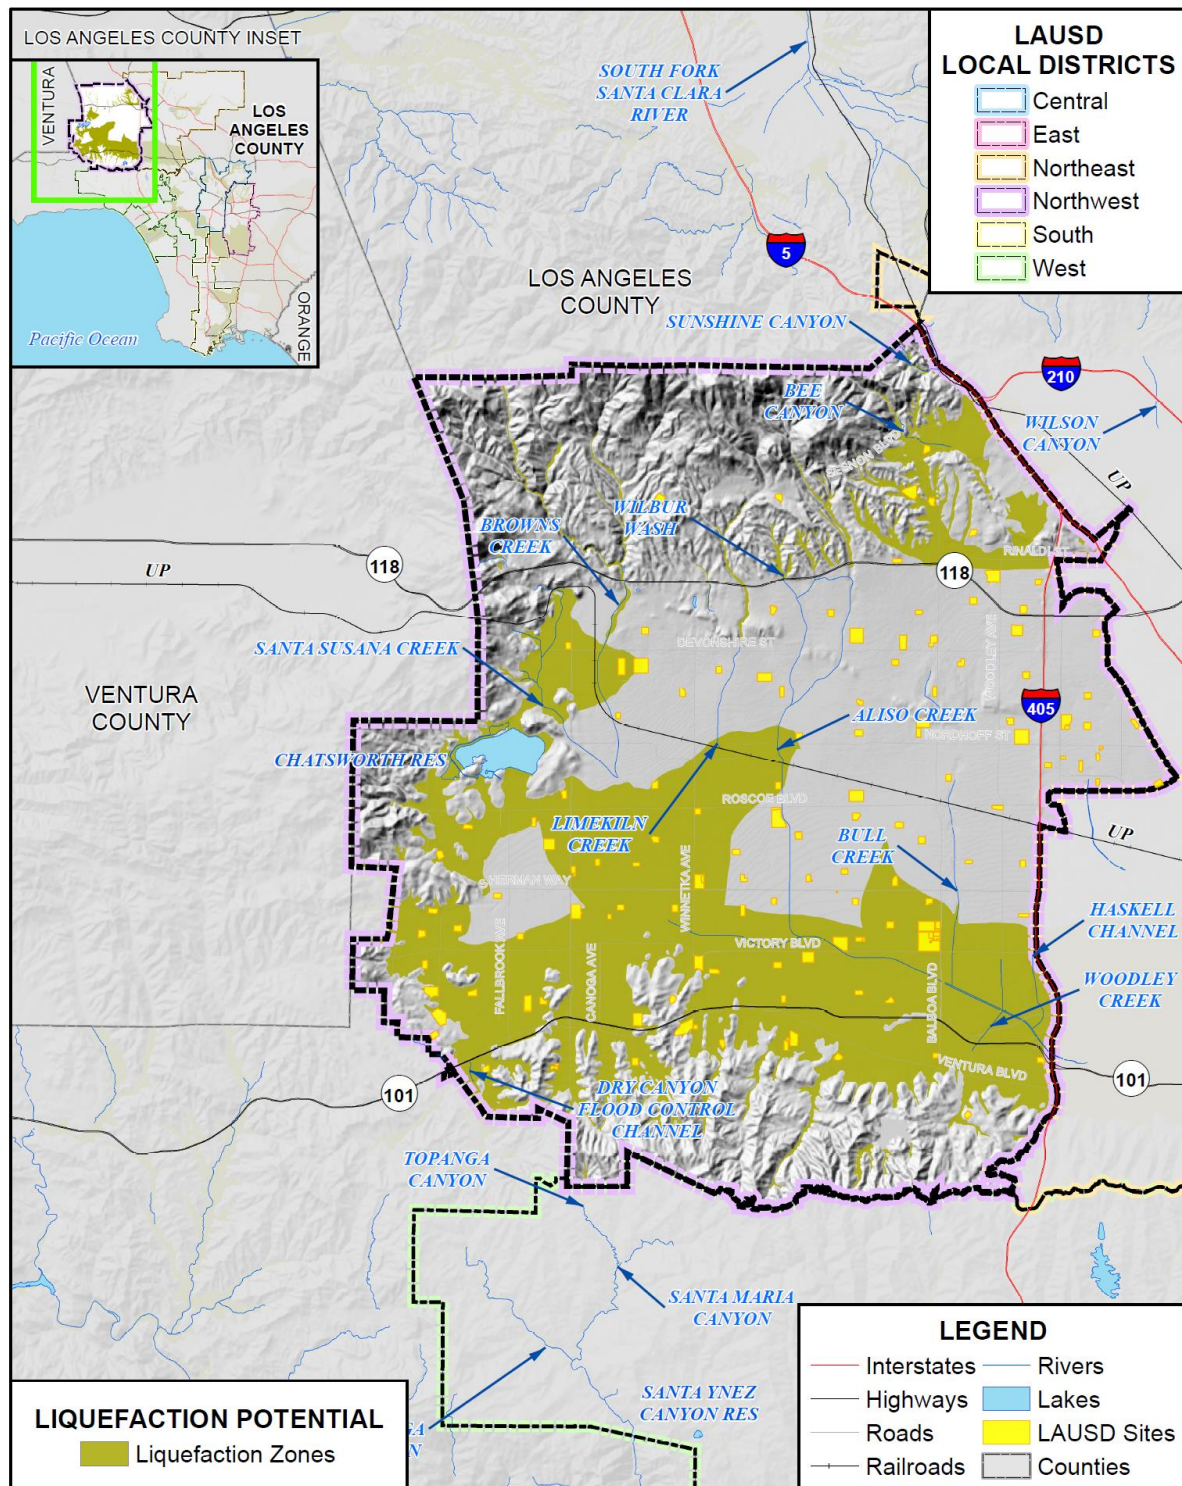 LOS ANGELES COUNTY INSET
VENTURA
LOS
ANGELES
COUNTY
ORANGE
Pacific Ocean
LAUSD
LOCAL DISTRICTS
Central
East
Northeast
Northwest
South
West
SOUTH FORK
SANTA CLARA
RIVER
5
LOS ANGELES
COUNTY
SUNSHINE CANYON
210
BEE
CANYON
WILSON
CANYON
SESNON BLVD
UP
WILBUR
WASH
BROWNS
CREEK
RINALDI ST
UP
118
118
DEVONSHIRE ST
WOODLEY AVE
SANTA SUSANA CREEK
VENTURA
COUNTY
405
ALISO CREEK
NORDHOFF ST
CHATSWORTH RES
ROSCOE BLVD
LIMEKILN
CREEK
BULL
CREEK
UP
SHERMAN WAY
WINNETKA AVE
HASKELL
CHANNEL
VICTORY BLVD
FALLBROOK AVE
CANOGA AVE
BALBOA BLVD
WOODLEY
CREEK
VENTURA BLVD
101
101
DRY CANYON
FLOOD CONTROL
CHANNEL
TOPANGA
CANYON
SANTA MARIA
CANYON
SANTA YNEZ
CANYON RES
GA
N
LIQUEFACTION POTENTIAL
Liquefaction Zones
LEGEND
Interstates
Rivers
Highways
Lakes
Roads
LAUSD Sites
Railroads
Counties